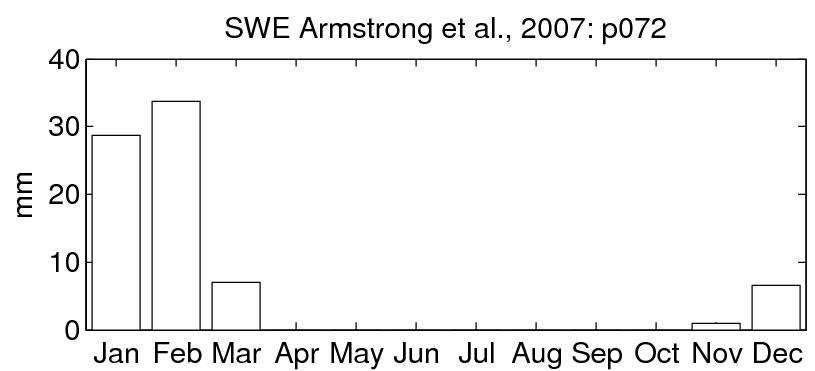 SWE Armstrong et al., 2007: p072
40
30
20
10
0
mm
Jan Feb Mar Apr May Jun Jul Aug Sep Oct Nov Dec